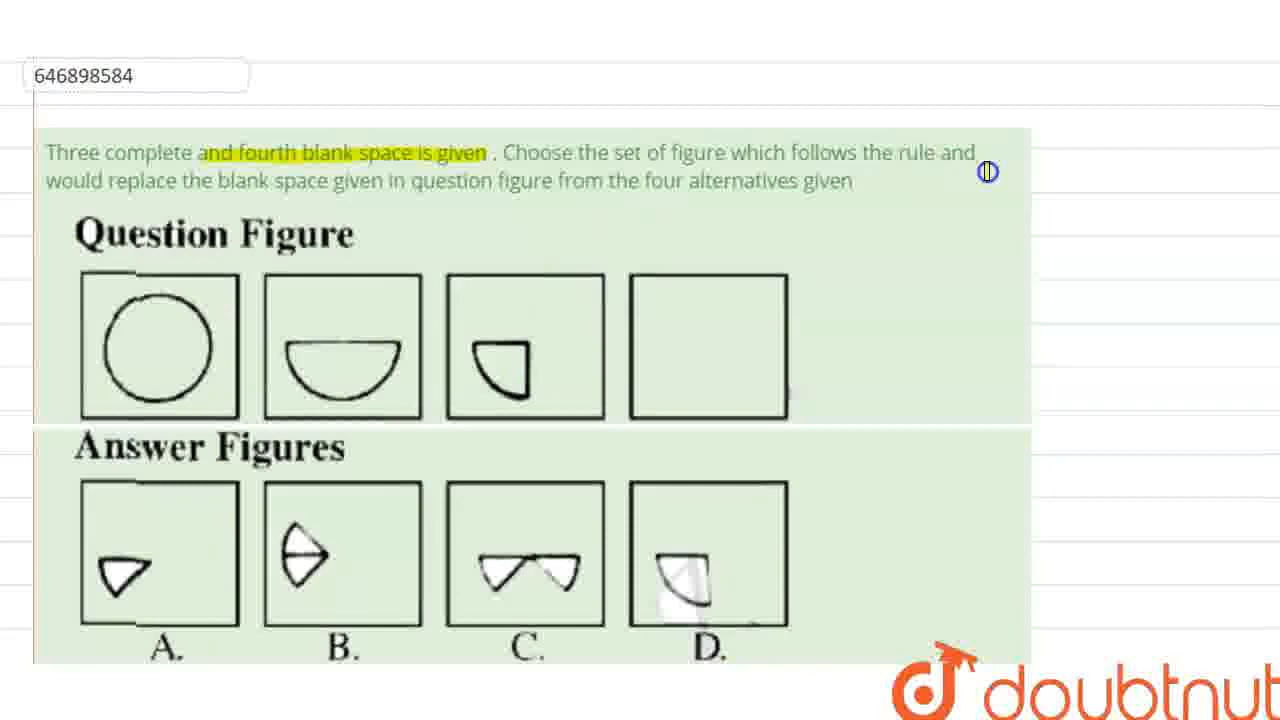 646898584
Three complete and fourth blank space is given . Choose the set of figure which follows the rule and
would replace the blank space given in question figure from the four alternatives given
Question Figure
Answer Figures
A. B. C. D.
doubtnut